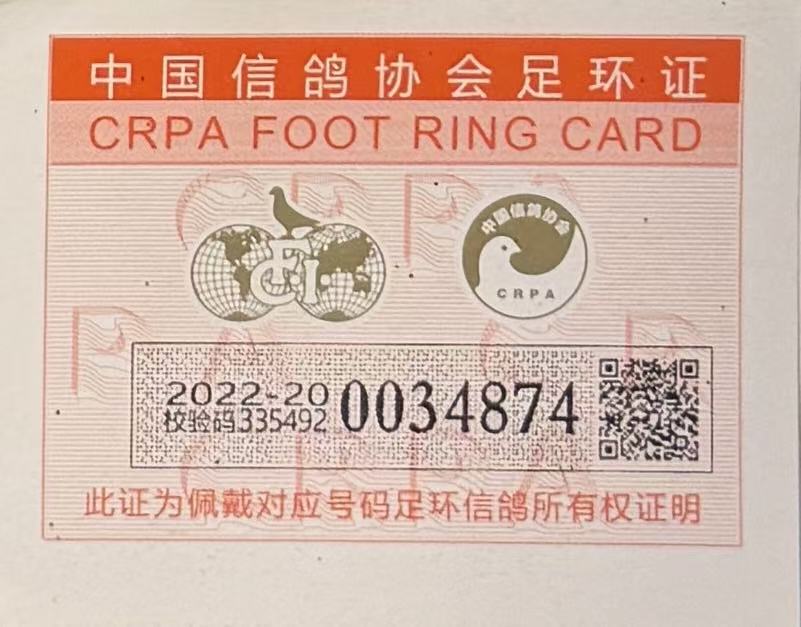 中国信鸽协会足环证
CRPA FOOT RING CARD
FCI
中国信鸽协会
CRPA
2022-20
校验码335492
0034874
此证为佩戴对应号码足环信鸽所有权证明